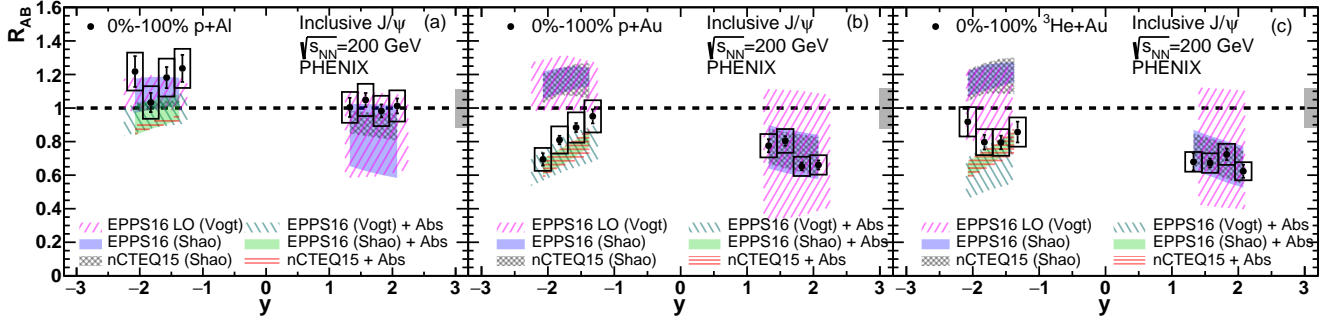 R_AB
1.6
1.4
1.2
1
0.8
0.6
0.4
0.2
0
0%-100% p+Al
Inclusive J/ψ
(a)
√s_NN=200 GeV
PHENIX
EPPS16 LO (Vogt)
EPPS16 (Vogt) + Abs
EPPS16 (Shao)
EPPS16 (Shao) + Abs
nCTEQ15 (Shao)
nCTEQ15 + Abs
−3 −2 −1 0 1 2 3
y
0%-100% p+Au
Inclusive J/ψ
(b)
√s_NN=200 GeV
PHENIX
EPPS16 LO (Vogt)
EPPS16 (Vogt) + Abs
EPPS16 (Shao)
EPPS16 (Shao) + Abs
nCTEQ15 (Shao)
nCTEQ15 + Abs
−3 −2 −1 0 1 2 3
y
0%-100% ³He+Au
Inclusive J/ψ
(c)
√s_NN=200 GeV
PHENIX
EPPS16 LO (Vogt)
EPPS16 (Vogt) + Abs
EPPS16 (Shao)
EPPS16 (Shao) + Abs
nCTEQ15 (Shao)
nCTEQ15 + Abs
−3 −2 −1 0 1 2 3
y